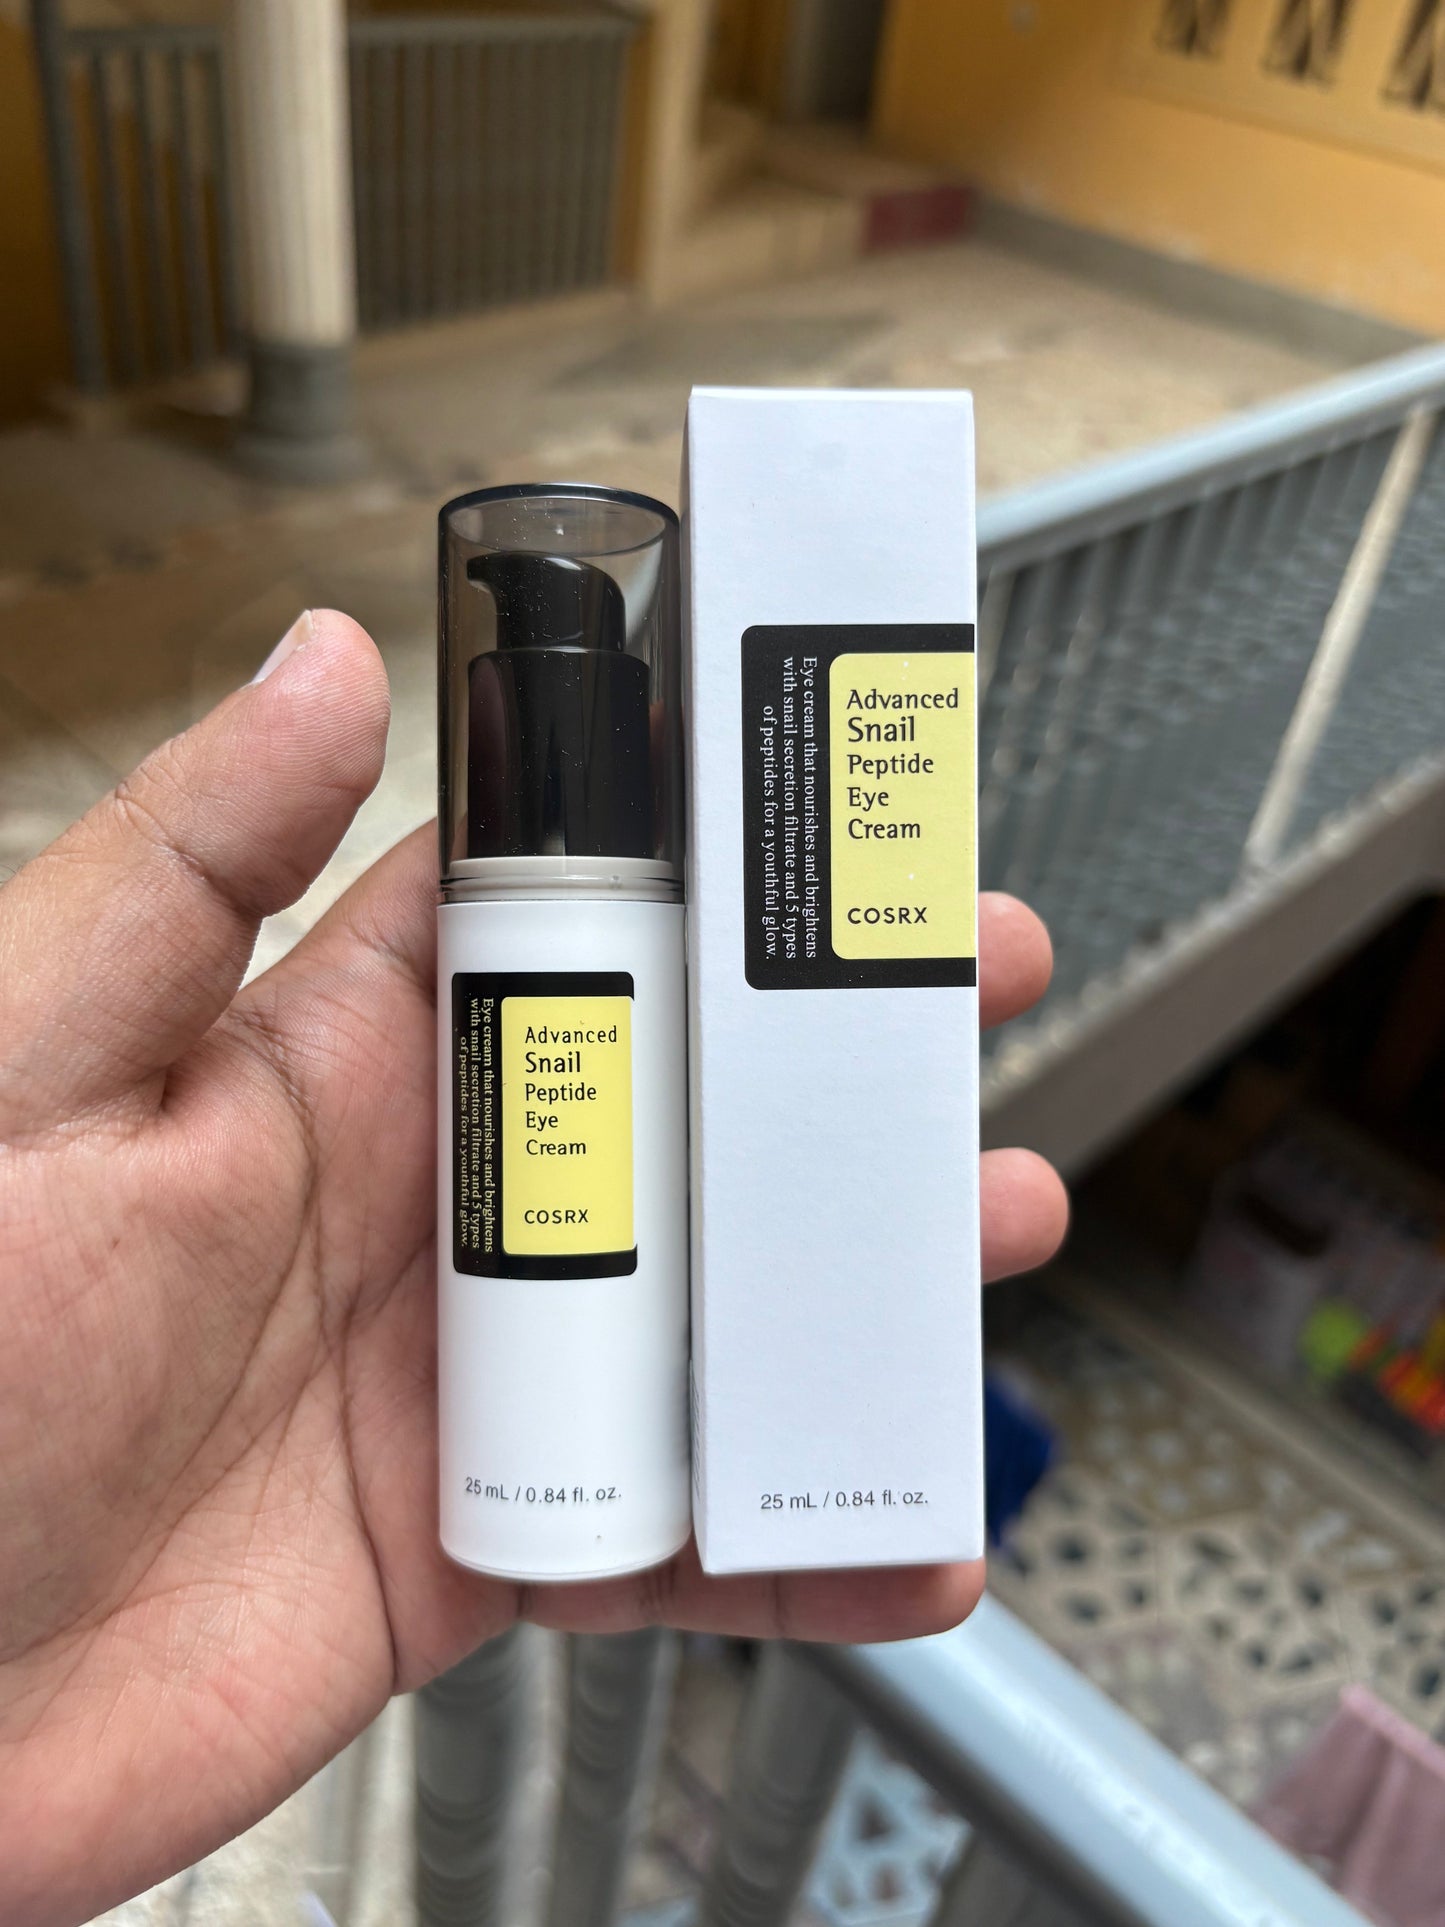 Advanced
Snail
Peptide
Eye
Cream
COSRX
Eye cream that nourishes and brightens
with snail secretion filtrate and 5 types
of peptides for a youthful glow.
25 mL / 0.84 fl. oz.
Advanced
Snail
Peptide
Eye
Cream
COSRX
Eye cream that nourishes and brightens
with snail secretion filtrate and 5 types
of peptides for a youthful glow.
25 mL / 0.84 fl. oz.